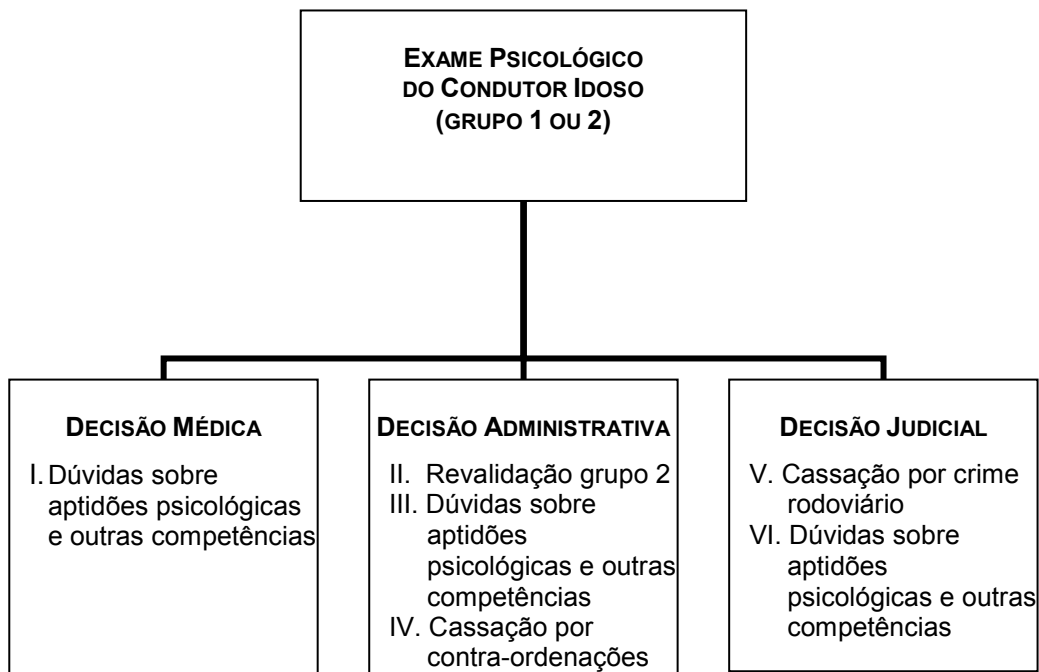 EXAME PSICOLÓGICO
DO CONDUTOR IDOSO
(GRUPO 1 OU 2)
DECISÃO MÉDICA
I. Dúvidas sobre
aptidões psicológicas
e outras competências
DECISÃO ADMINISTRATIVA
II. Revalidação grupo 2
III. Dúvidas sobre
aptidões
psicológicas e outras
competências
IV. Cassação por
contra-ordenações
DECISÃO JUDICIAL
V. Cassação por crime
rodoviário
VI. Dúvidas sobre
aptidões
psicológicas e outras
competências